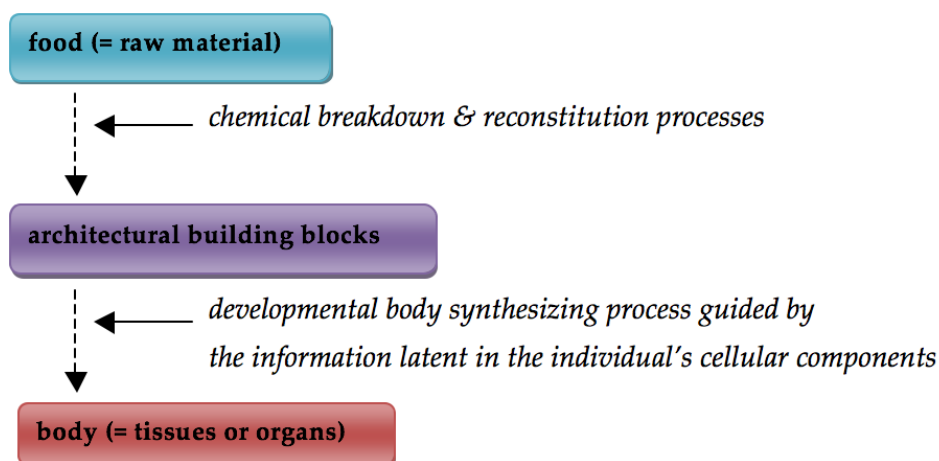 food (= raw material)
chemical breakdown & reconstitution processes
architectural building blocks
developmental body synthesizing process guided by
the information latent in the individual's cellular components
body (= tissues or organs)